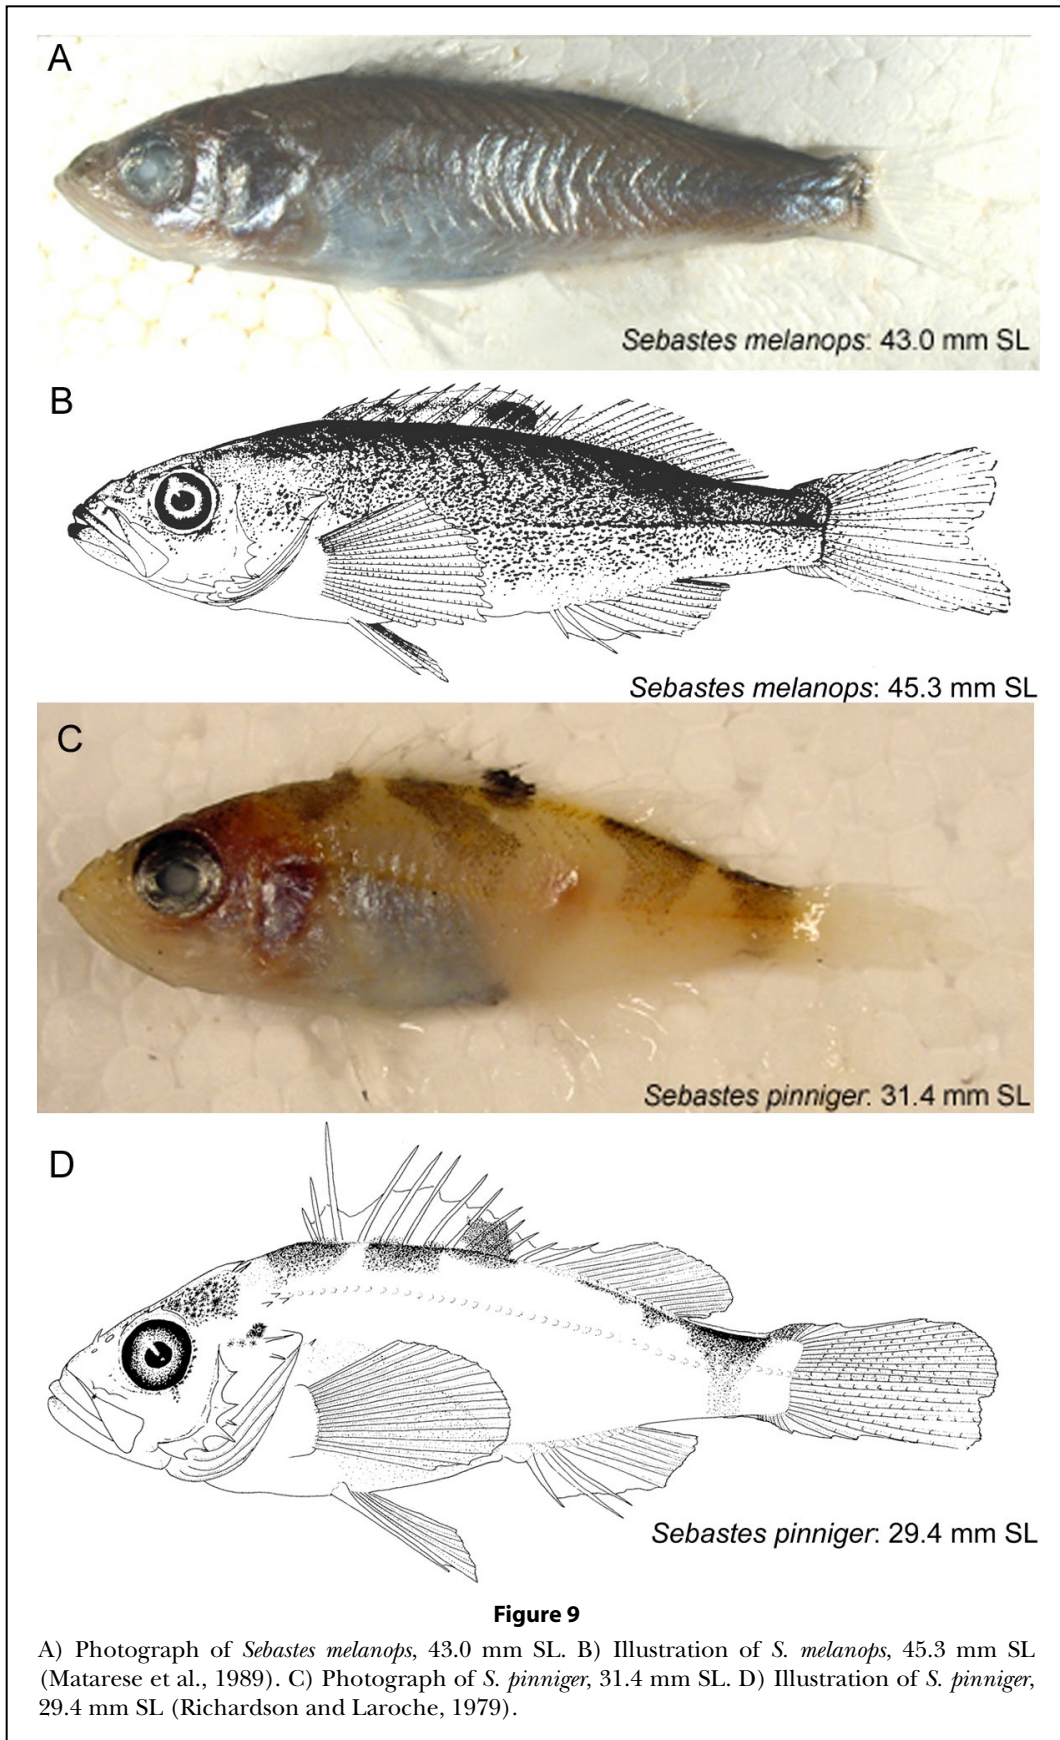 A
Sebastes melanops: 43.0 mm SL
B
Sebastes melanops: 45.3 mm SL
C
Sebastes pinniger: 31.4 mm SL
D
Sebastes pinniger: 29.4 mm SL
Figure 9
A) Photograph of Sebastes melanops, 43.0 mm SL. B) Illustration of S. melanops, 45.3 mm SL
(Matarese et al., 1989). C) Photograph of S. pinniger, 31.4 mm SL. D) Illustration of S. pinniger,
29.4 mm SL (Richardson and Laroche, 1979).